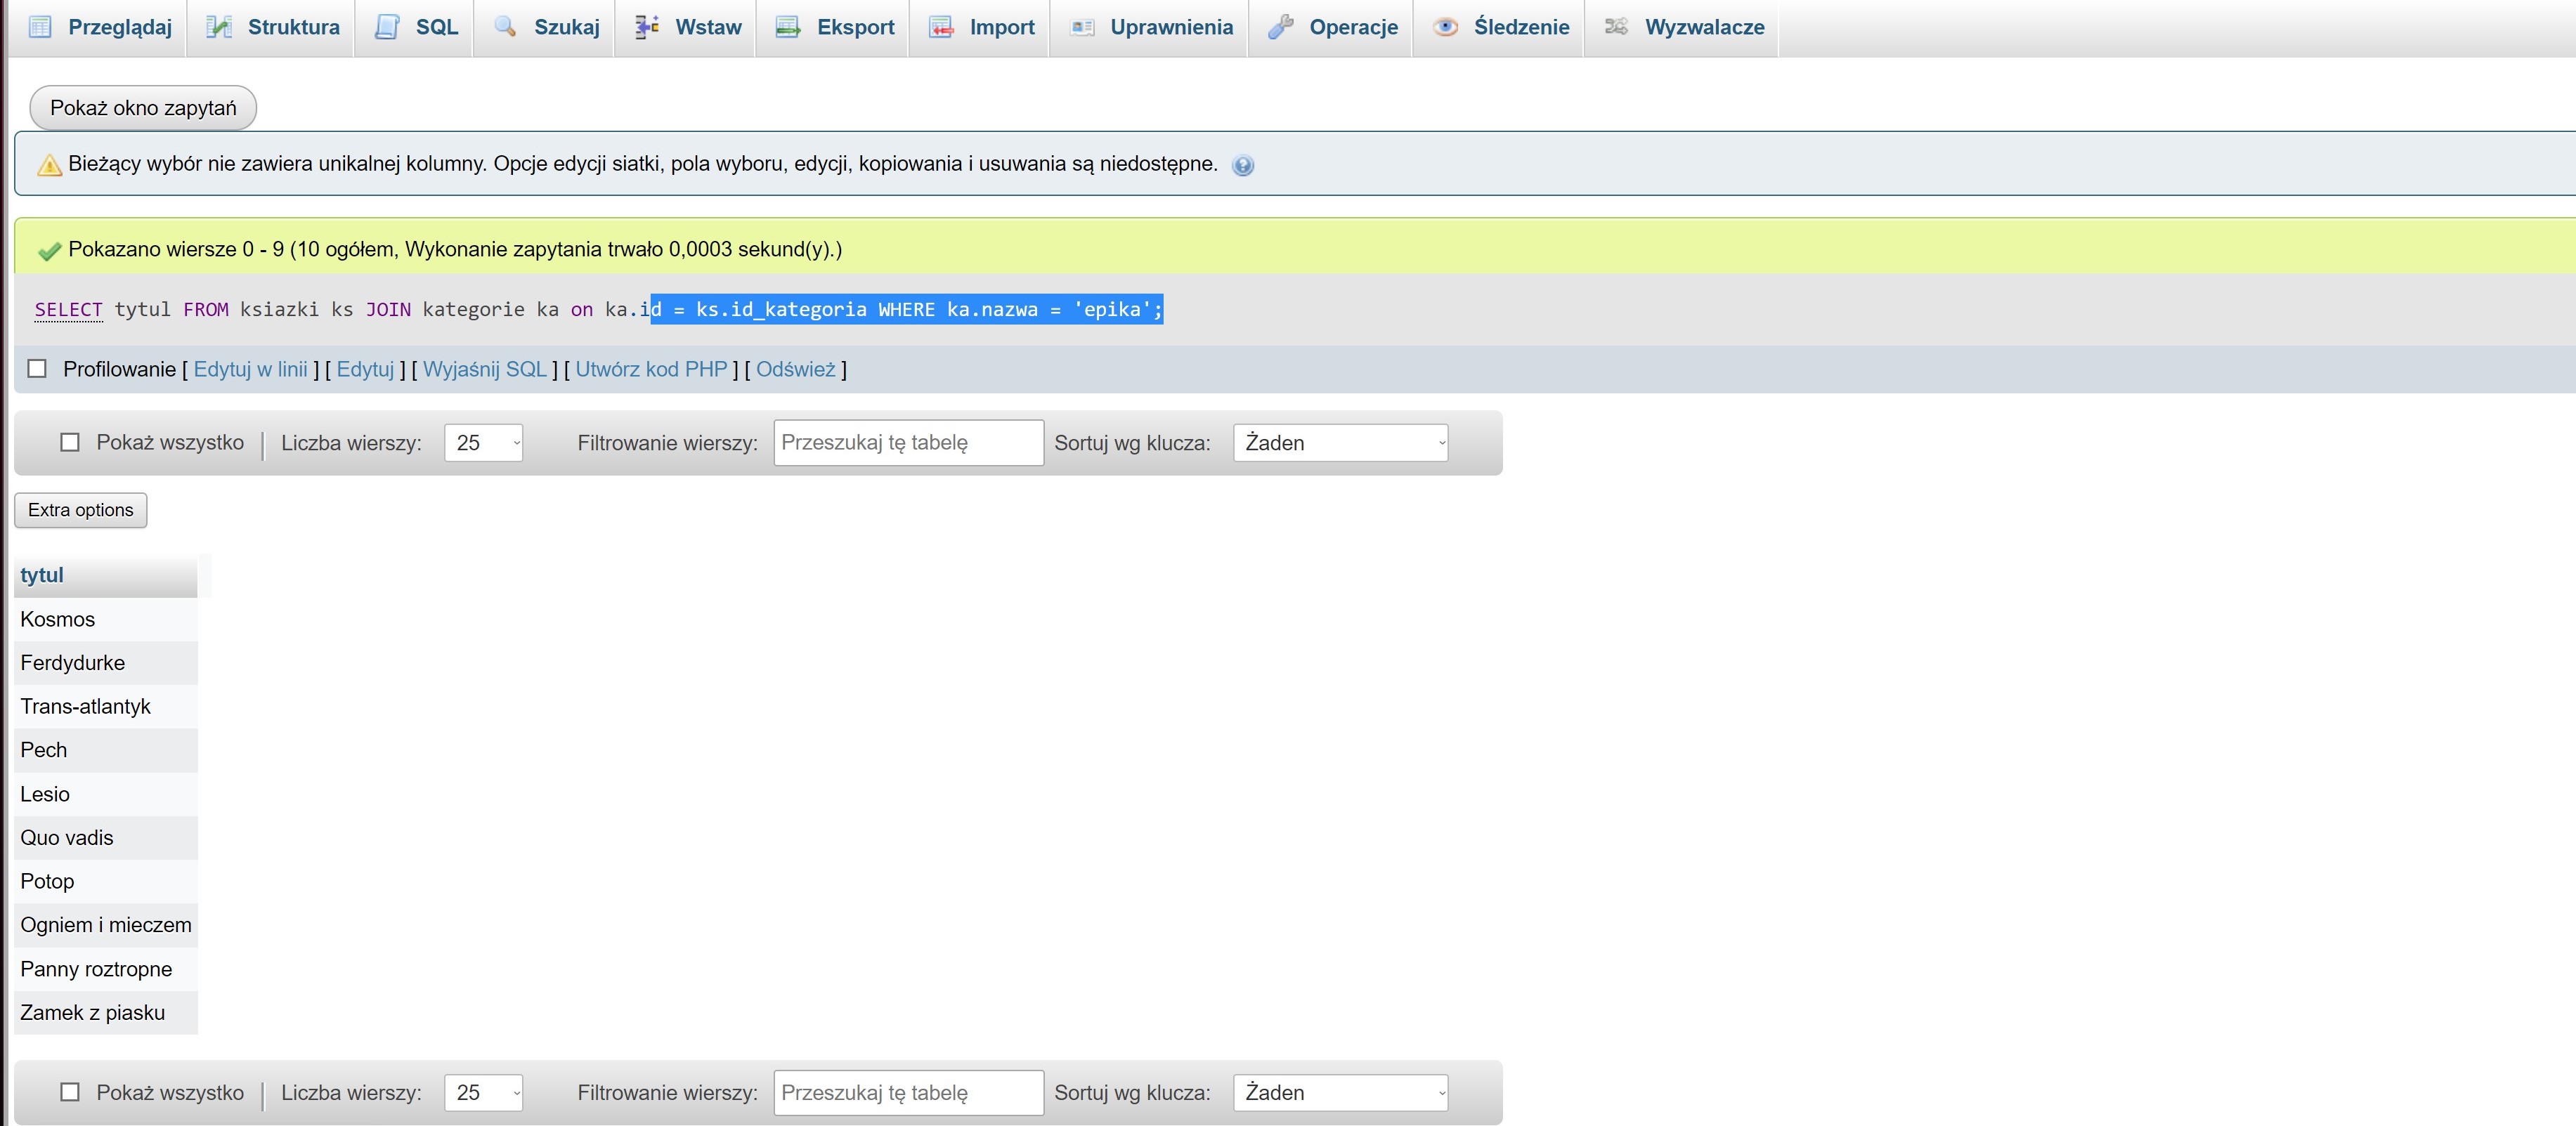 Przeglądaj Struktura SQL Szukaj Wstaw Eksport Import Uprawnienia Operacje Śledzenie Wyzwalacze
Pokaż okno zapytań
Bieżący wybór nie zawiera unikalnej kolumny. Opcje edycji siatki, pola wyboru, edycji, kopiowania i usuwania są niedostępne.
Pokazano wiersze 0 - 9 (10 ogółem, Wykonanie zapytania trwało 0,0003 sekund(y).)
SELECT tytul FROM ksiazki ks JOIN kategorie ka on ka.id = ks.id_kategoria WHERE ka.nazwa = 'epika';
Profilowanie [ Edytuj w linii ] [ Edytuj ] [ Wyjaśnij SQL ] [ Utwórz kod PHP ] [ Odśwież ]
Pokaż wszystko | Liczba wierszy: 25 Filtrowanie wierszy: Przeszukaj tę tabelę Sortuj wg klucza: Żaden
Extra options
tytul
Kosmos
Ferdydurke
Trans-atlantyk
Pech
Lesio
Quo vadis
Potop
Ogniem i mieczem
Panny roztropne
Zamek z piasku
Pokaż wszystko | Liczba wierszy: 25 Filtrowanie wierszy: Przeszukaj tę tabelę Sortuj wg klucza: Żaden